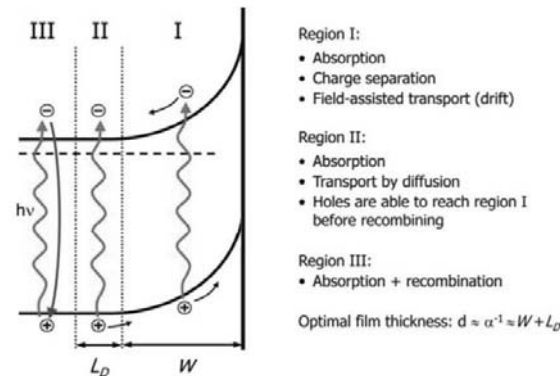 III II I
hν
L_D W
Region I:
• Absorption
• Charge separation
• Field-assisted transport (drift)
Region II:
• Absorption
• Transport by diffusion
• Holes are able to reach region I
before recombining
Region III:
• Absorption + recombination
Optimal film thickness: d ≈ α⁻¹ ≈ W + L_D